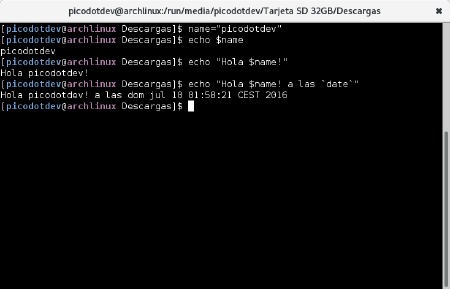 picodotdev@archlinux:/run/media/picodotdev/Tarjeta SD 32GB/Descargas
[picodotdev@archlinux Descargas]$ name="picodotdev"
[picodotdev@archlinux Descargas]$ echo $name
picodotdev
[picodotdev@archlinux Descargas]$ echo "Hola $name!"
Hola picodotdev!
[picodotdev@archlinux Descargas]$ echo "Hola $name! a las `date`"
Hola picodotdev! a las dom jul 10 01:58:21 CEST 2016
[picodotdev@archlinux Descargas]$